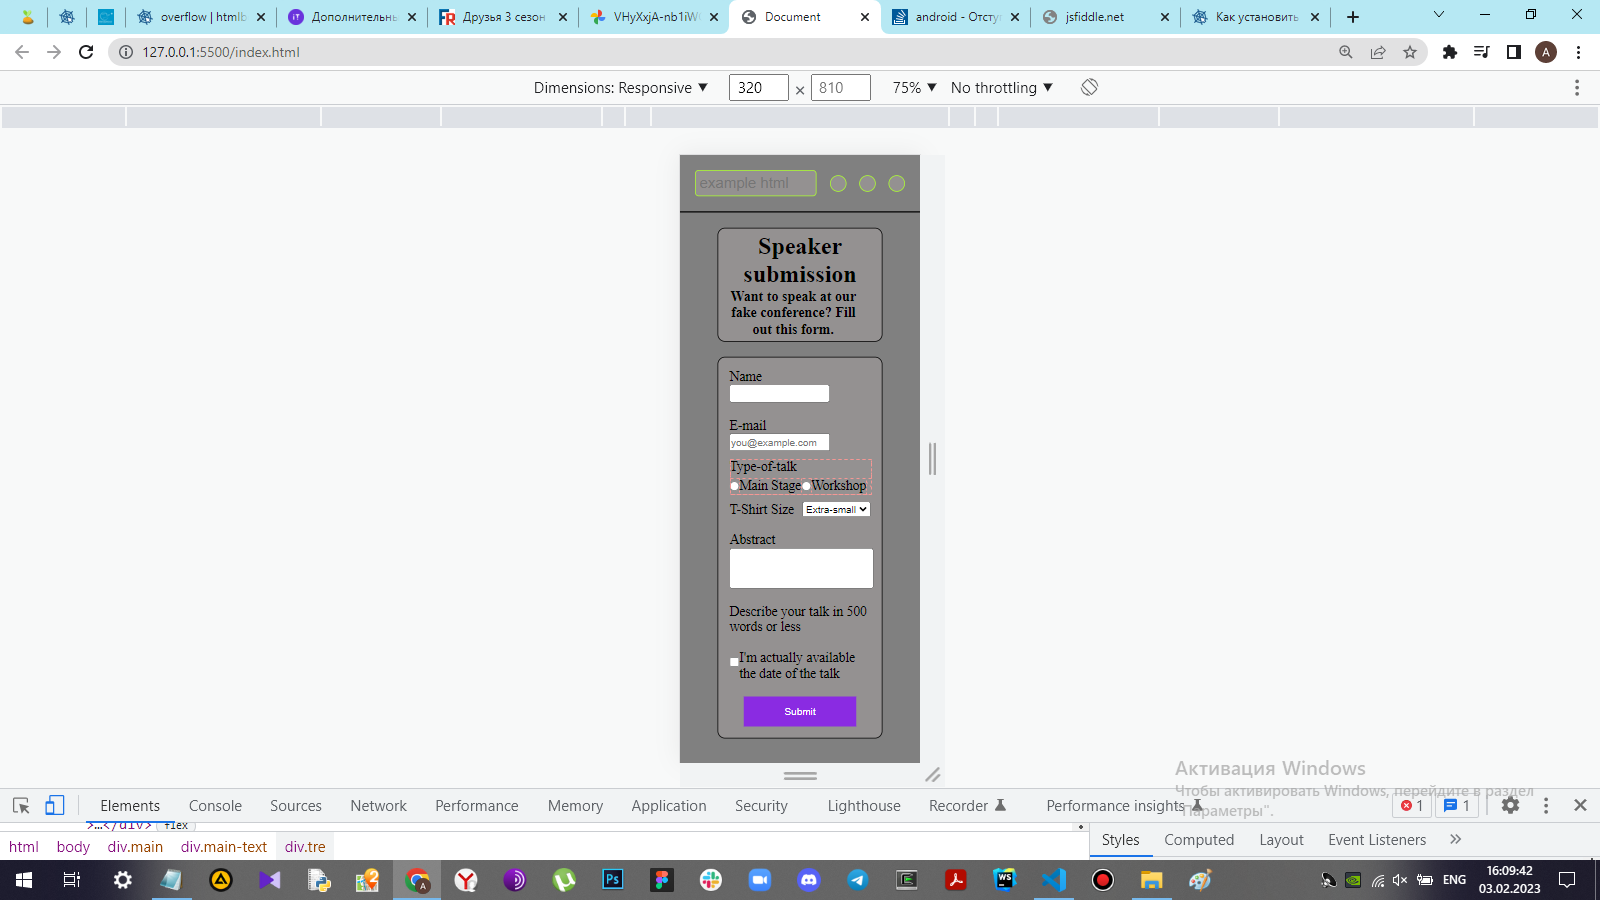 overflow | htmlb
Дополнительнь
Друзья 3 сезон
VHyXxjA-nb1iW
Document
android - Отсту
jsfiddle.net
Как установить
127.0.0.1:5500/index.html
A
Dimensions: Responsive
320
×
810
75%
No throttling
example html
Speaker
submission
Want to speak at our
fake conference? Fill
out this form.
Name
E-mail
you@example.com
Type-of-talk
Main Stage
Workshop
T-Shirt Size
Extra-small
Abstract
Describe your talk in 500
words or less
I'm actually available
the date of the talk
Submit
Активация Windows
Чтобы активировать Windows, перейдите в раздел
"Параметры".
Elements
Console
Sources
Network
Performance
Memory
Application
Security
Lighthouse
Recorder
Performance insights
1
1
>…</div>
flex
html
body
div.main
div.main-text
div.tre
Styles
Computed
Layout
Event Listeners
ENG
16:09:42
03.02.2023